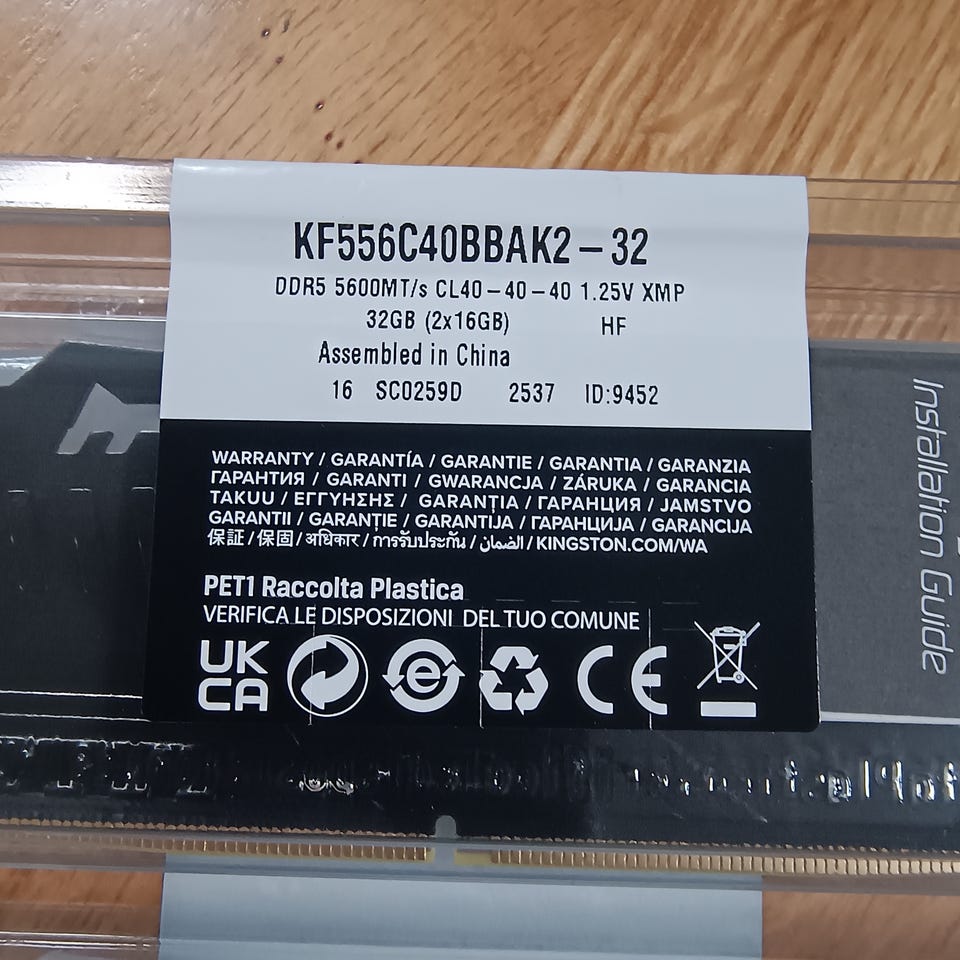 KF556C40BBAK2-32
DDR5 5600MT/s CL40-40-40 1.25V XMP
32GB (2x16GB) HF
Assembled in China
16 SC0259D 2537 ID:9452
WARRANTY / GARANTÍA / GARANTIE / GARANTIA / GARANZIA
ГАРАНТИЯ / GARANTI / GWARANCJA / ZÁRUKA / GARANCIA
TAKUU / ΕΓΓΥΗΣΗΣ / GARANȚIA / ГАРАНЦИЯ / JAMSTVO
GARANTII / GARANȚIE / GARANTIJA / ГАРАНЦИЈА / GARANCIJA
保証 / 保固 / अधिकार / การรับประกัน / الضمان / KINGSTON.COM/WA
PET1 Raccolta Plastica
VERIFICA LE DISPOSIZIONI DEL TUO COMUNE
UK
CA
CE
Installation Guide